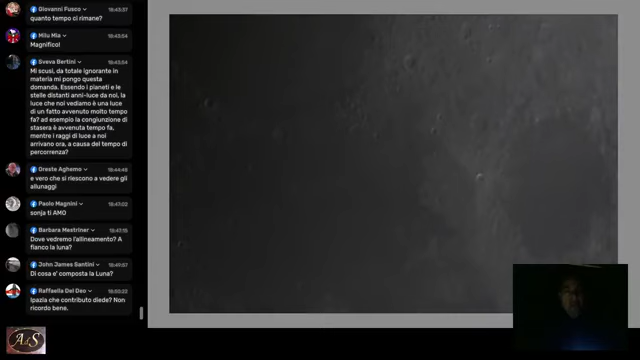 Giovanni Fusco 18:43:37
quanto tempo ci rimane?
Milu Mia 18:43:54
Magnifico!
Sveva Bertini 18:43:54
Mi scusi, da totale ignorante in
materia mi pongo questa
domanda. Essendo i pianeti e le
stelle distanti anni-luce da noi, la
luce che noi vediamo è una luce
di un fatto avvenuto molto tempo
fa? ad esempio la congiunzione di
stasera è avvenuta tempo fa,
mentre i raggi di luce a noi
arrivano ora, a causa del tempo di
percorrenza?
Oreste Aghemo 18:44:45
e vero che si riescono a vedere gli
allunaggi
Paolo Magnini 18:47:02
sonja ti AMO
Barbara Mestriner 18:47:15
Dove vedremo l'allineamento? A
fianco la luna?
John James Santini 18:49:57
Di cosa e' composta la Luna?
Raffaella Del Deo 18:50:22
Ipazia che contributo diede? Non
ricordo bene.
AdS